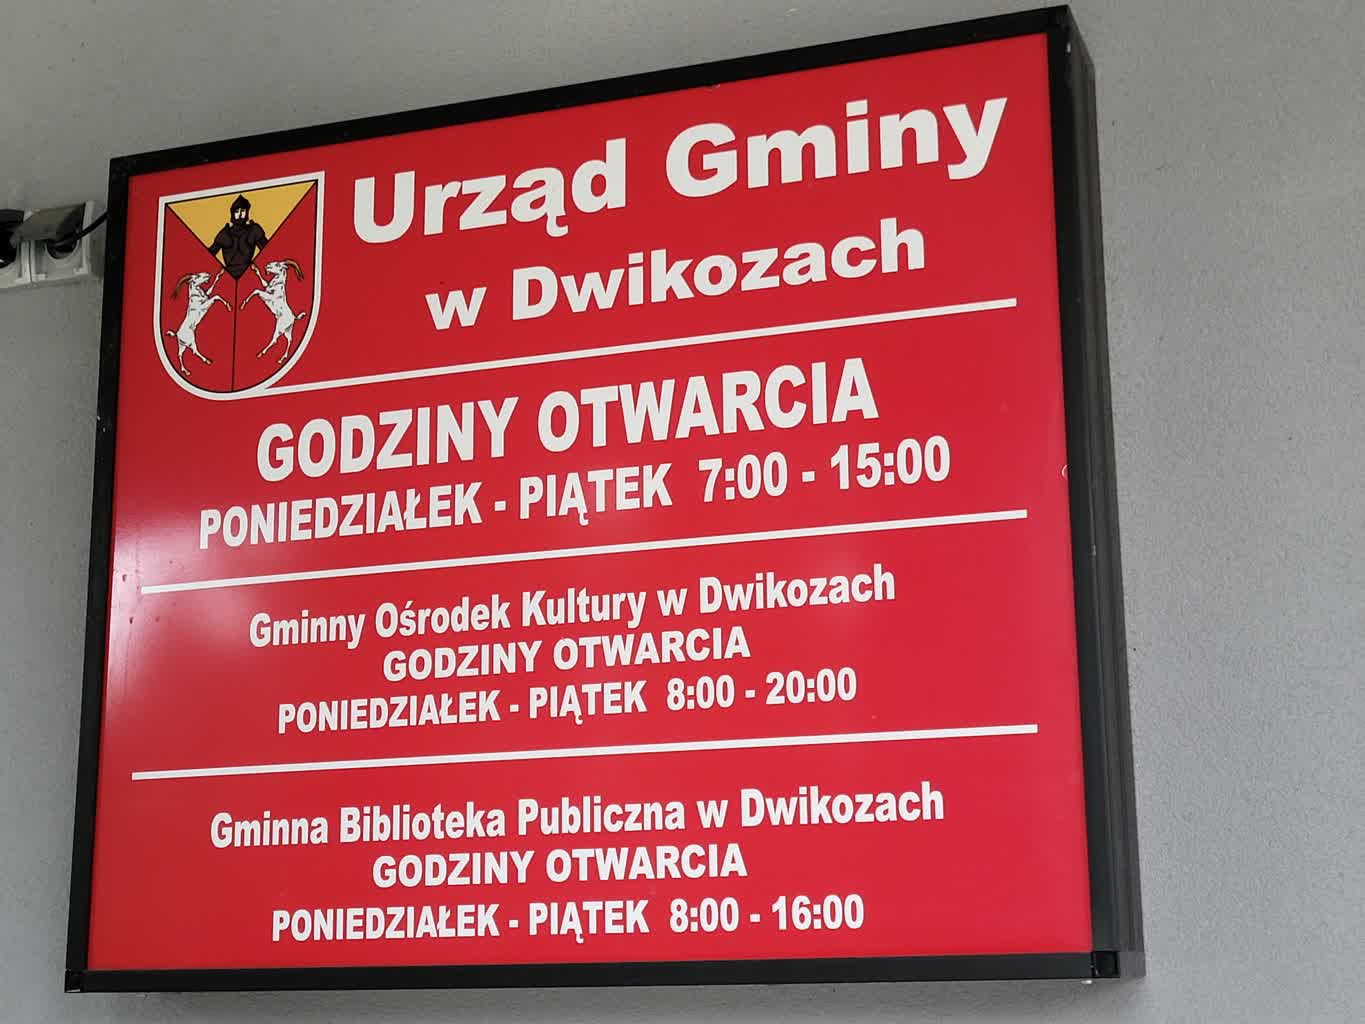 Urząd Gminy
w Dwikozach
GODZINY OTWARCIA
PONIEDZIAŁEK - PIĄTEK 7:00 - 15:00
Gminny Ośrodek Kultury w Dwikozach
GODZINY OTWARCIA
PONIEDZIAŁEK - PIĄTEK 8:00 - 20:00
Gminna Biblioteka Publiczna w Dwikozach
GODZINY OTWARCIA
PONIEDZIAŁEK - PIĄTEK 8:00 - 16:00